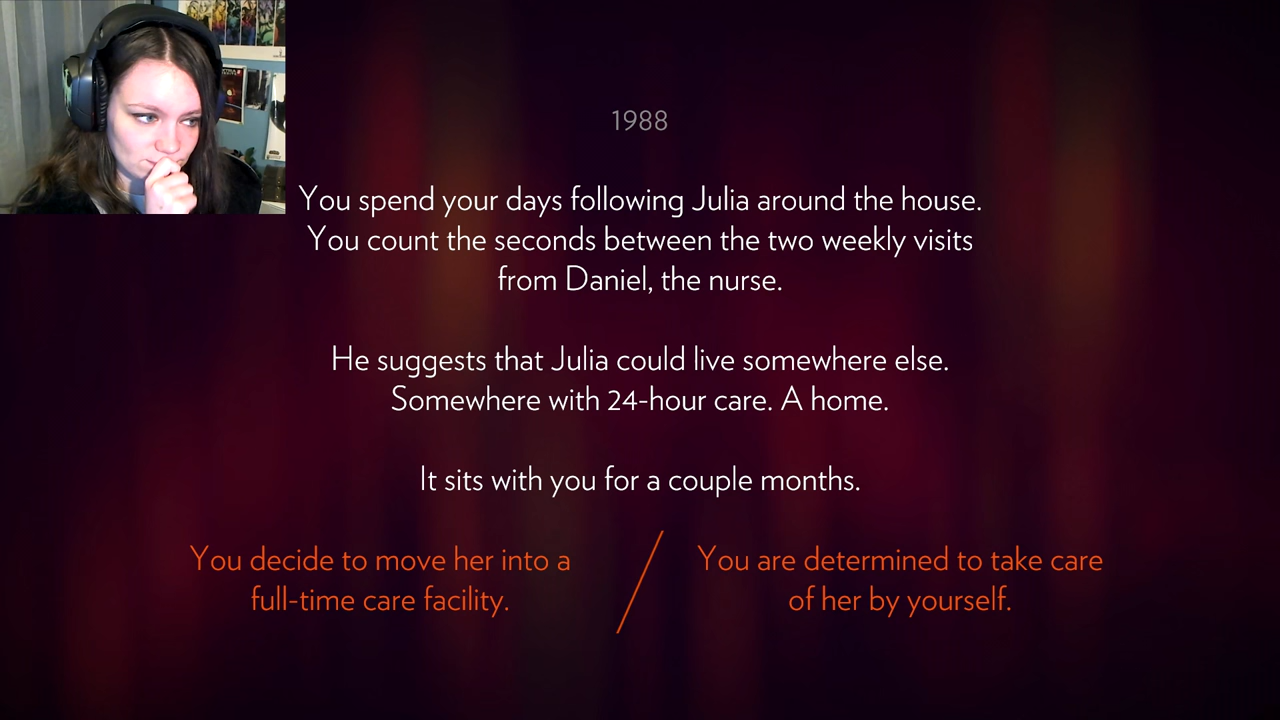 1988
You spend your days following Julia around the house.
You count the seconds between the two weekly visits
from Daniel, the nurse.
He suggests that Julia could live somewhere else.
Somewhere with 24-hour care. A home.
It sits with you for a couple months.
You decide to move her into a
full-time care facility.
You are determined to take care
of her by yourself.